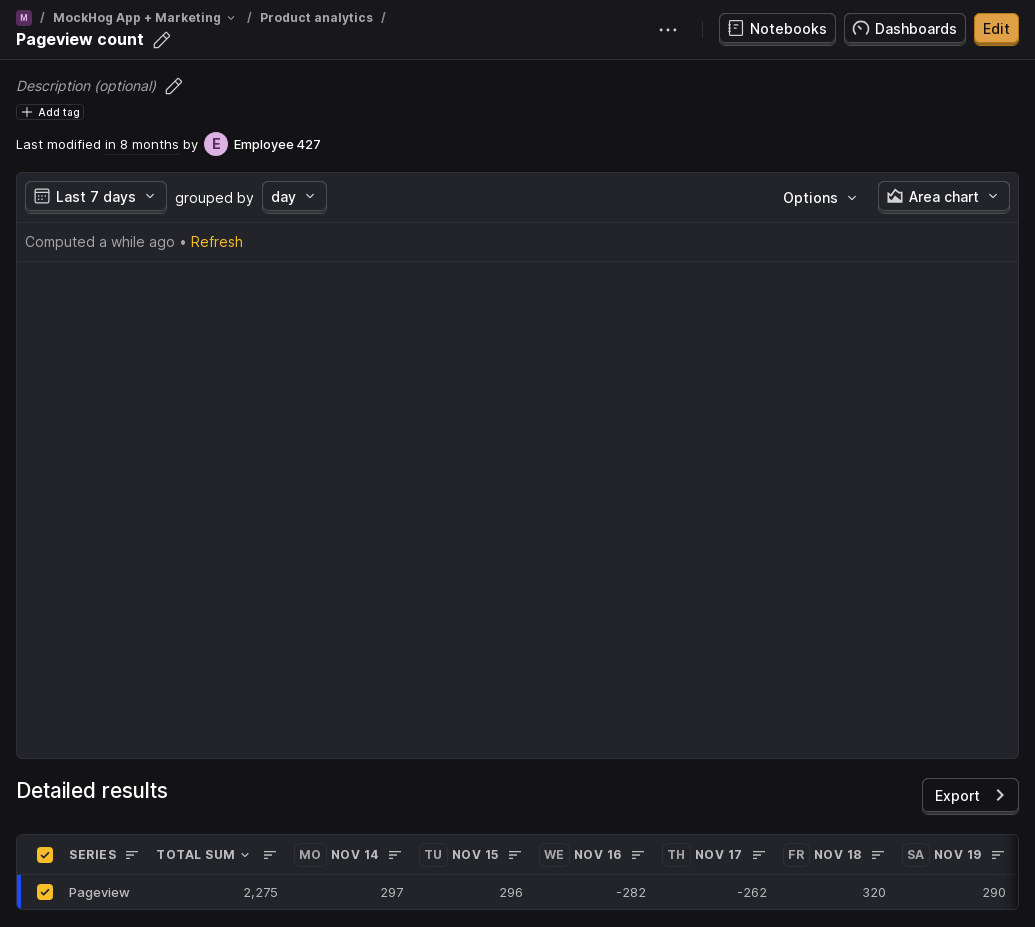 M / MockHog App + Marketing / Product analytics /
Pageview count
Notebooks Dashboards Edit
Description (optional)
Add tag
Last modified in 8 months by E Employee 427
Last 7 days grouped by day Options Area chart
Computed a while ago • Refresh
Detailed results
Export
SERIES TOTAL SUM MO NOV 14 TU NOV 15 WE NOV 16 TH NOV 17 FR NOV 18 SA NOV 19
Pageview 2,275 297 296 -282 -262 320 290